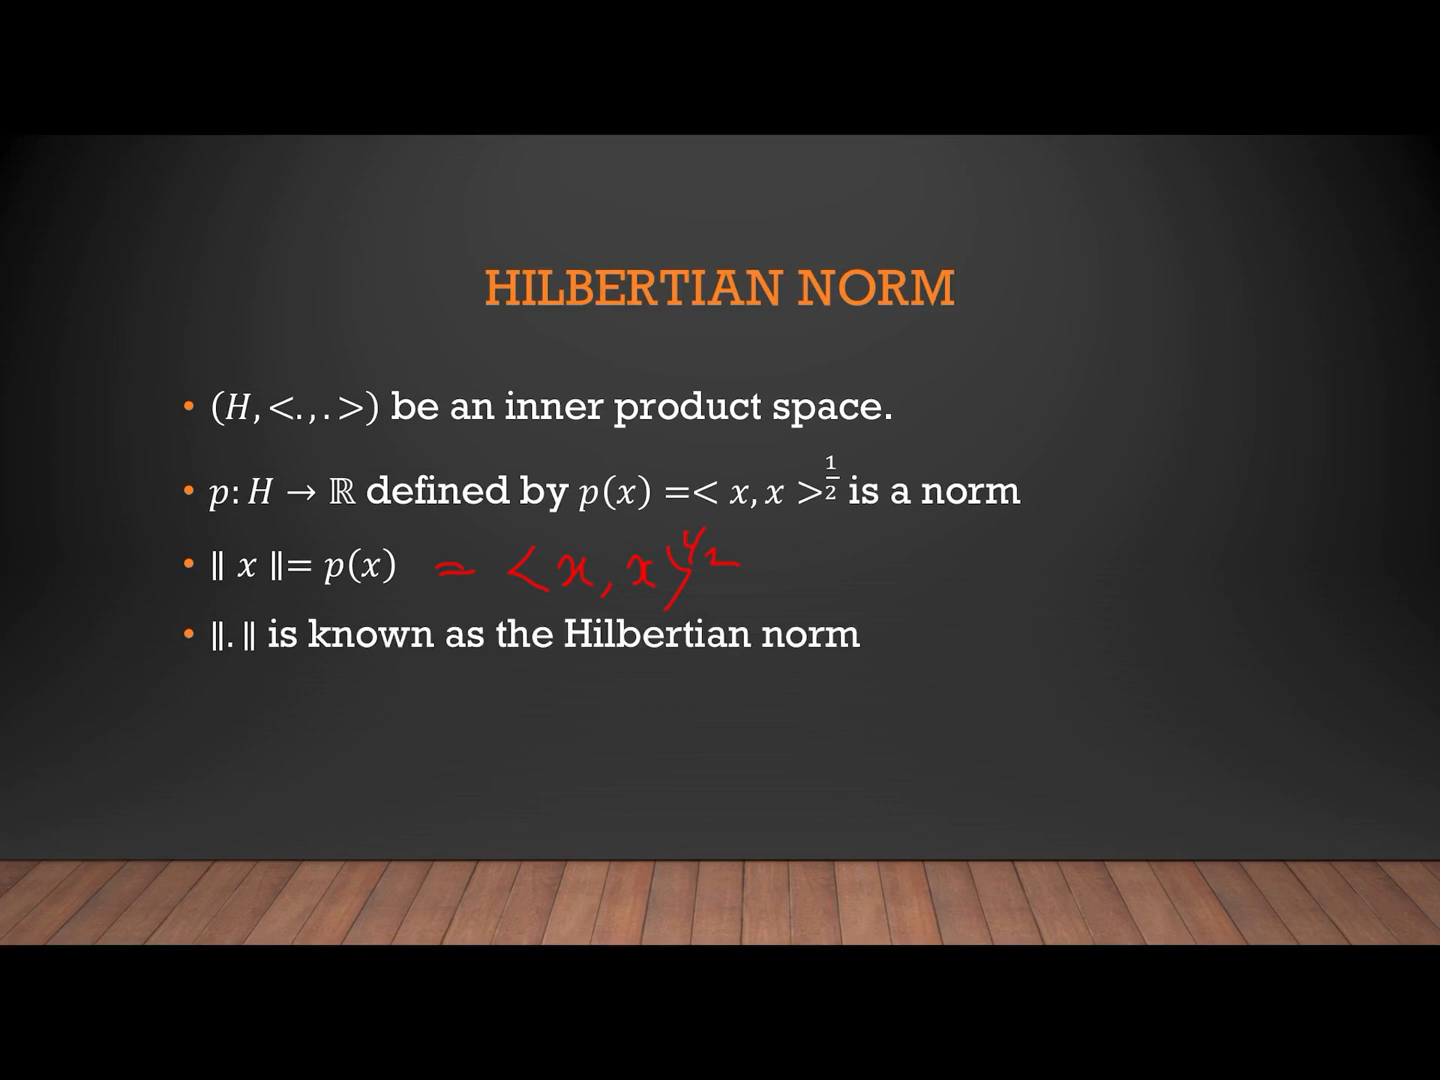 HILBERTIAN NORM
• (𝐻, <. , . >) be an inner product space.
• 𝑝: 𝐻 → ℝ defined by 𝑝(𝑥) =< 𝑥, 𝑥 >^{1/2} is a norm
• ‖ 𝑥 ‖= 𝑝(𝑥) = <x, x>^{1/2}
• ‖. ‖ is known as the Hilbertian norm